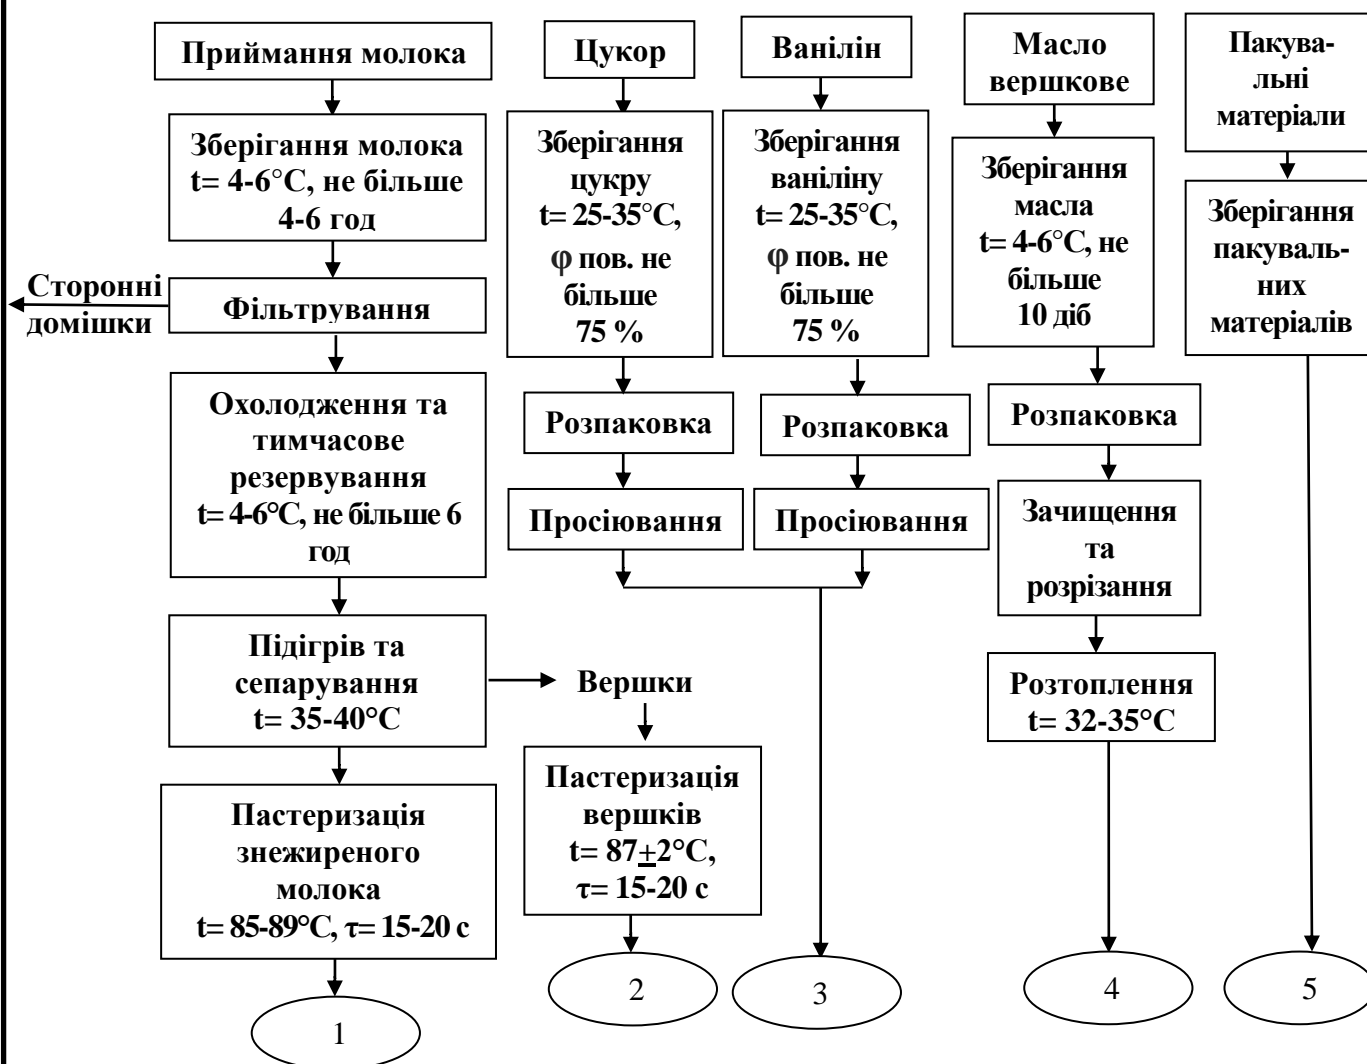 Приймання молока
Зберігання молока
t= 4-6°С, не більше
4-6 год
Сторонні
домішки
Фільтрування
Охолодження та
тимчасове
резервування
t= 4-6°С, не більше 6
год
Підігрів та
сепарування
t= 35-40°С
Пастеризація
знежиреного
молока
t= 85-89°С, τ= 15-20 с
1
Цукор
Зберігання
цукру
t= 25-35°С,
φ пов. не
більше
75 %
Розпаковка
Просіювання
Вершки
Пастеризація
вершків
t= 87±2°С,
τ= 15-20 с
2
Ванілін
Зберігання
ваніліну
t= 25-35°С,
φ пов. не
більше
75 %
Розпаковка
Просіювання
3
Масло
вершкове
Зберігання
масла
t= 4-6°С, не
більше
10 діб
Розпаковка
Зачищення
та
розрізання
Розтоплення
t= 32-35°С
4
Пакува-
льні
матеріали
Зберігання
пакуваль-
них
матеріалів
5